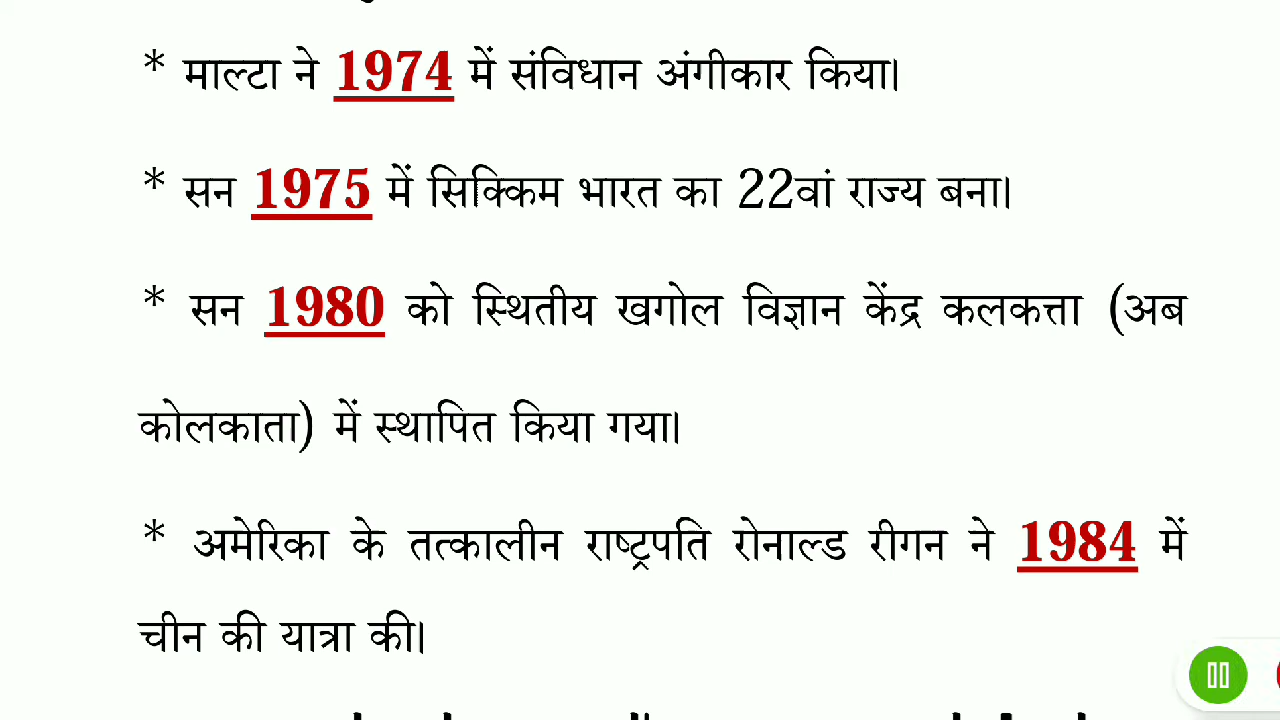 * माल्टा ने 1974 में संविधान अंगीकार किया।
* सन 1975 में सिक्किम भारत का 22वां राज्य बना।
* सन 1980 को स्थितीय खगोल विज्ञान केंद्र कलकत्ता (अब
कोलकाता) में स्थापित किया गया।
* अमेरिका के तत्कालीन राष्ट्रपति रोनाल्ड रीगन ने 1984 में
चीन की यात्रा की।